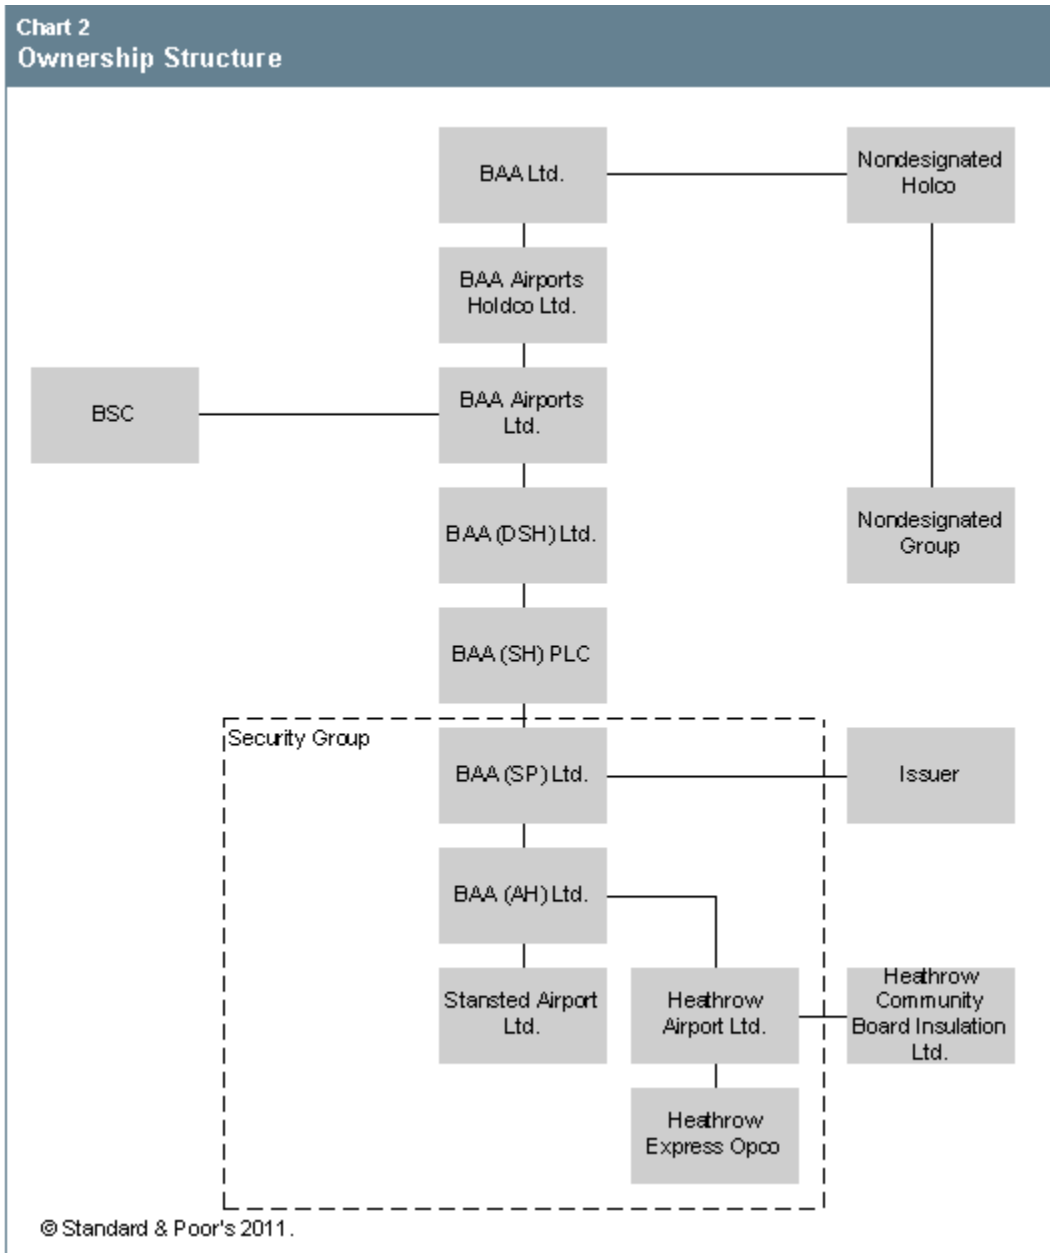 Chart 2
Ownership Structure
BAA Ltd.
Nondesignated
Holco
BAA Airports
Holdco Ltd.
BSC
BAA Airports
Ltd.
BAA (DSH) Ltd.
Nondesignated
Group
BAA (SH) PLC
Security Group
BAA (SP) Ltd.
Issuer
BAA (AH) Ltd.
Stansted Airport
Ltd.
Heathrow
Airport Ltd.
Heathrow
Community
Board Insulation
Ltd.
Heathrow
Express Opco
© Standard & Poor's 2011.